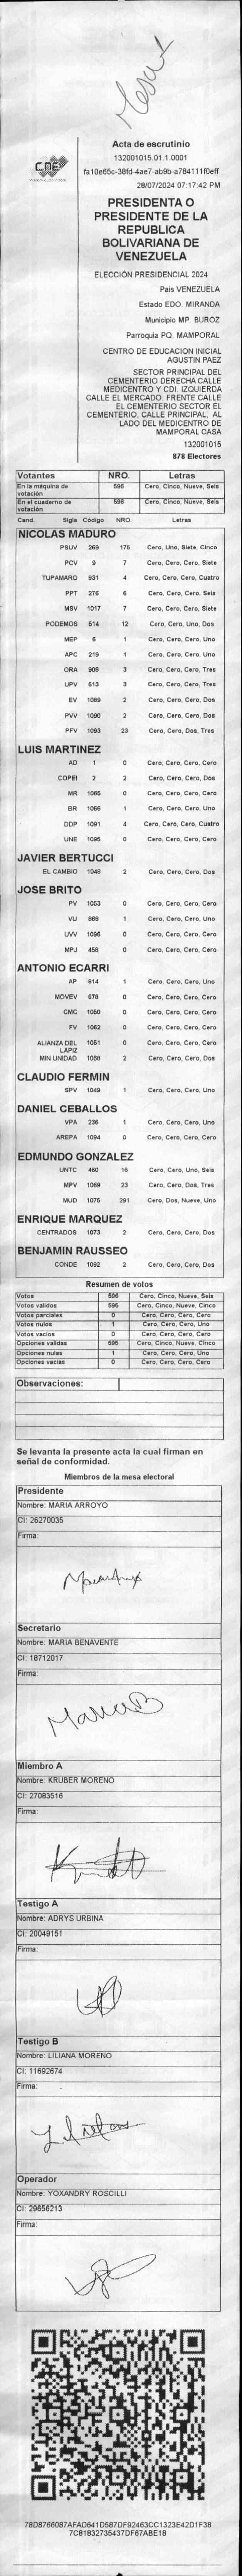 CNE
Acta de escrutinio
132001015.01.1.0001
fa10e65c-38fd-4ae7-ab9b-a784111f0eff
28/07/2024 07:17:42 PM
PRESIDENTA O
PRESIDENTE DE LA
REPUBLICA
BOLIVARIANA DE
VENEZUELA
ELECCIÓN PRESIDENCIAL 2024
Pais VENEZUELA
Estado EDO. MIRANDA
Municipio MP. BUROZ
Parroquia PQ. MAMPORAL
CENTRO DE EDUCACION INICIAL
AGUSTIN PAEZ
SECTOR PRINCIPAL DEL
CEMENTERIO DERECHA CALLE
MEDICENTRO Y CDI. IZQUIERDA
CALLE EL MERCADO. FRENTE CALLE
EL CEMENTERIO SECTOR EL
CEMENTERIO, CALLE PRINCIPAL, AL
LADO DEL MEDICENTRO DE
MAMPORAL CASA
132001015
878 Electores
Votantes NRO. Letras
En la máquina de votación 596 Cero, Cinco, Nueve, Seis
En el cuaderno de votación 596 Cero, Cinco, Nueve, Seis
Cand. Sigla Código NRO. Letras
NICOLAS MADURO
PSUV 269 175 Cero, Uno, Siete, Cinco
PCV 9 7 Cero, Cero, Cero, Siete
TUPAMARO 931 4 Cero, Cero, Cero, Cuatro
PPT 276 6 Cero, Cero, Cero, Seis
MSV 1017 7 Cero, Cero, Cero, Siete
PODEMOS 514 12 Cero, Cero, Uno, Dos
MEP 6 1 Cero, Cero, Cero, Uno
APC 219 1 Cero, Cero, Cero, Uno
ORA 906 3 Cero, Cero, Cero, Tres
UPV 513 3 Cero, Cero, Cero, Tres
EV 1089 2 Cero, Cero, Cero, Dos
PVV 1090 2 Cero, Cero, Cero, Dos
PFV 1093 23 Cero, Cero, Dos, Tres
LUIS MARTINEZ
AD 1 0 Cero, Cero, Cero, Cero
COPEI 2 2 Cero, Cero, Cero, Dos
MR 1065 0 Cero, Cero, Cero, Cero
BR 1066 1 Cero, Cero, Cero, Uno
DDP 1091 4 Cero, Cero, Cero, Cuatro
UNE 1095 0 Cero, Cero, Cero, Cero
JAVIER BERTUCCI
EL CAMBIO 1048 2 Cero, Cero, Cero, Dos
JOSE BRITO
PV 1053 0 Cero, Cero, Cero, Cero
VU 868 1 Cero, Cero, Cero, Uno
UVV 1096 0 Cero, Cero, Cero, Cero
MPJ 458 0 Cero, Cero, Cero, Cero
ANTONIO ECARRI
AP 914 1 Cero, Cero, Cero, Uno
MOVEV 978 0 Cero, Cero, Cero, Cero
CMC 1050 0 Cero, Cero, Cero, Cero
FV 1062 0 Cero, Cero, Cero, Cero
ALIANZA DEL LAPIZ 1051 0 Cero, Cero, Cero, Cero
MIN UNIDAD 1058 2 Cero, Cero, Cero, Dos
CLAUDIO FERMIN
SPV 1049 1 Cero, Cero, Cero, Uno
DANIEL CEBALLOS
VPA 236 1 Cero, Cero, Cero, Uno
AREPA 1094 0 Cero, Cero, Cero, Cero
EDMUNDO GONZALEZ
UNTC 460 16 Cero, Cero, Uno, Seis
MPV 1069 23 Cero, Cero, Dos, Tres
MUD 1075 291 Cero, Dos, Nueve, Uno
ENRIQUE MARQUEZ
CENTRADOS 1073 2 Cero, Cero, Cero, Dos
BENJAMIN RAUSSEO
CONDE 1092 2 Cero, Cero, Cero, Dos
Resumen de votos
Votos 596 Cero, Cinco, Nueve, Seis
Votos validos 595 Cero, Cinco, Nueve, Cinco
Votos parciales 0 Cero, Cero, Cero, Cero
Votos nulos 1 Cero, Cero, Cero, Uno
Votos vacios 0 Cero, Cero, Cero, Cero
Opciones validas 595 Cero, Cinco, Nueve, Cinco
Opciones nulas 1 Cero, Cero, Cero, Uno
Opciones vacias 0 Cero, Cero, Cero, Cero
Observaciones:
Se levanta la presente acta la cual firman en
señal de conformidad.
Miembros de la mesa electoral
Presidente
Nombre: MARIA ARROYO
CI: 26270035
Firma:
Secretario
Nombre: MARIA BENAVENTE
CI: 18712017
Firma:
Maria B
Miembro A
Nombre: KRUBER MORENO
CI: 27083516
Firma:
Testigo A
Nombre: ADRYS URBINA
CI: 20049151
Firma:
Testigo B
Nombre: LILIANA MORENO
CI: 11692674
Firma:
Operador
Nombre: YOXANDRY ROSCILLI
CI: 29656213
Firma:
78D8766087AFAD641D587DF92463CC1323E42D1F38
7C81832735437DF67ABE18